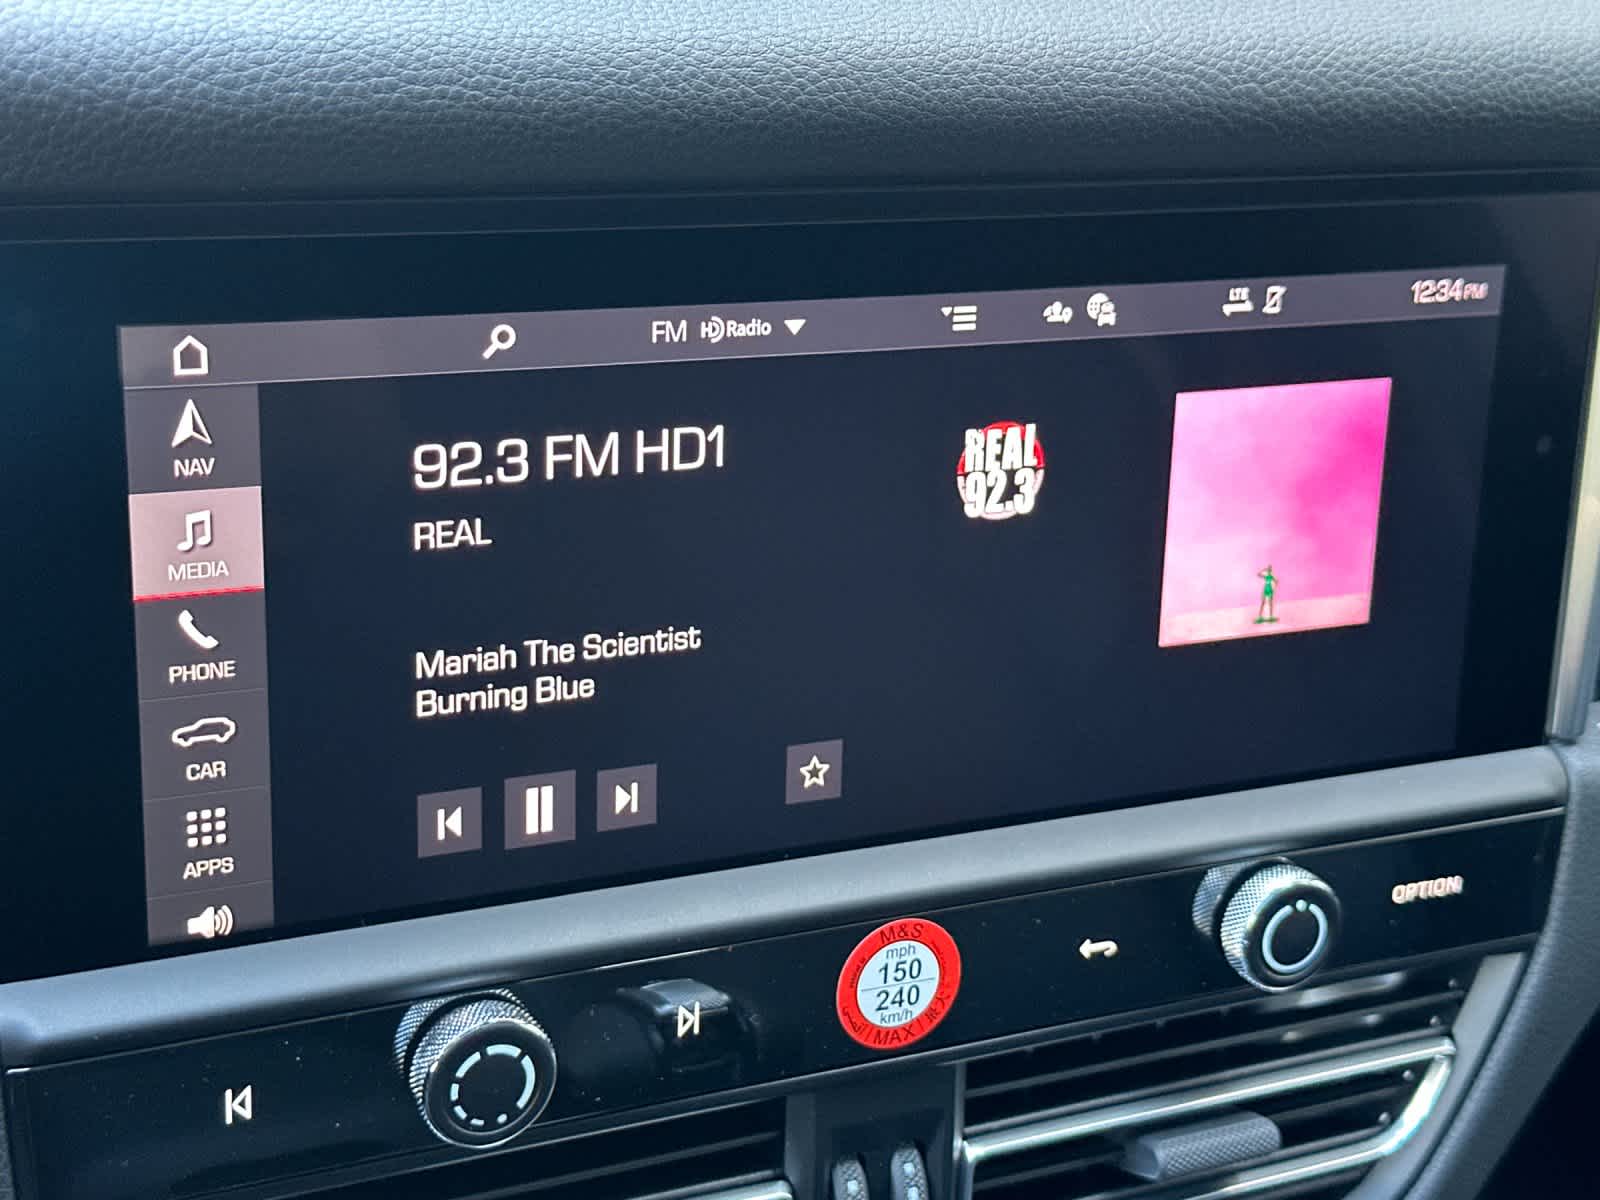 FM HD Radio
LTE
12:34 PM
NAV
MEDIA
PHONE
CAR
APPS
92.3 FM HD1
REAL
REAL
92.3
Mariah The Scientist
Burning Blue
OPTION
M&S
mph
150
240
km/h
MAX